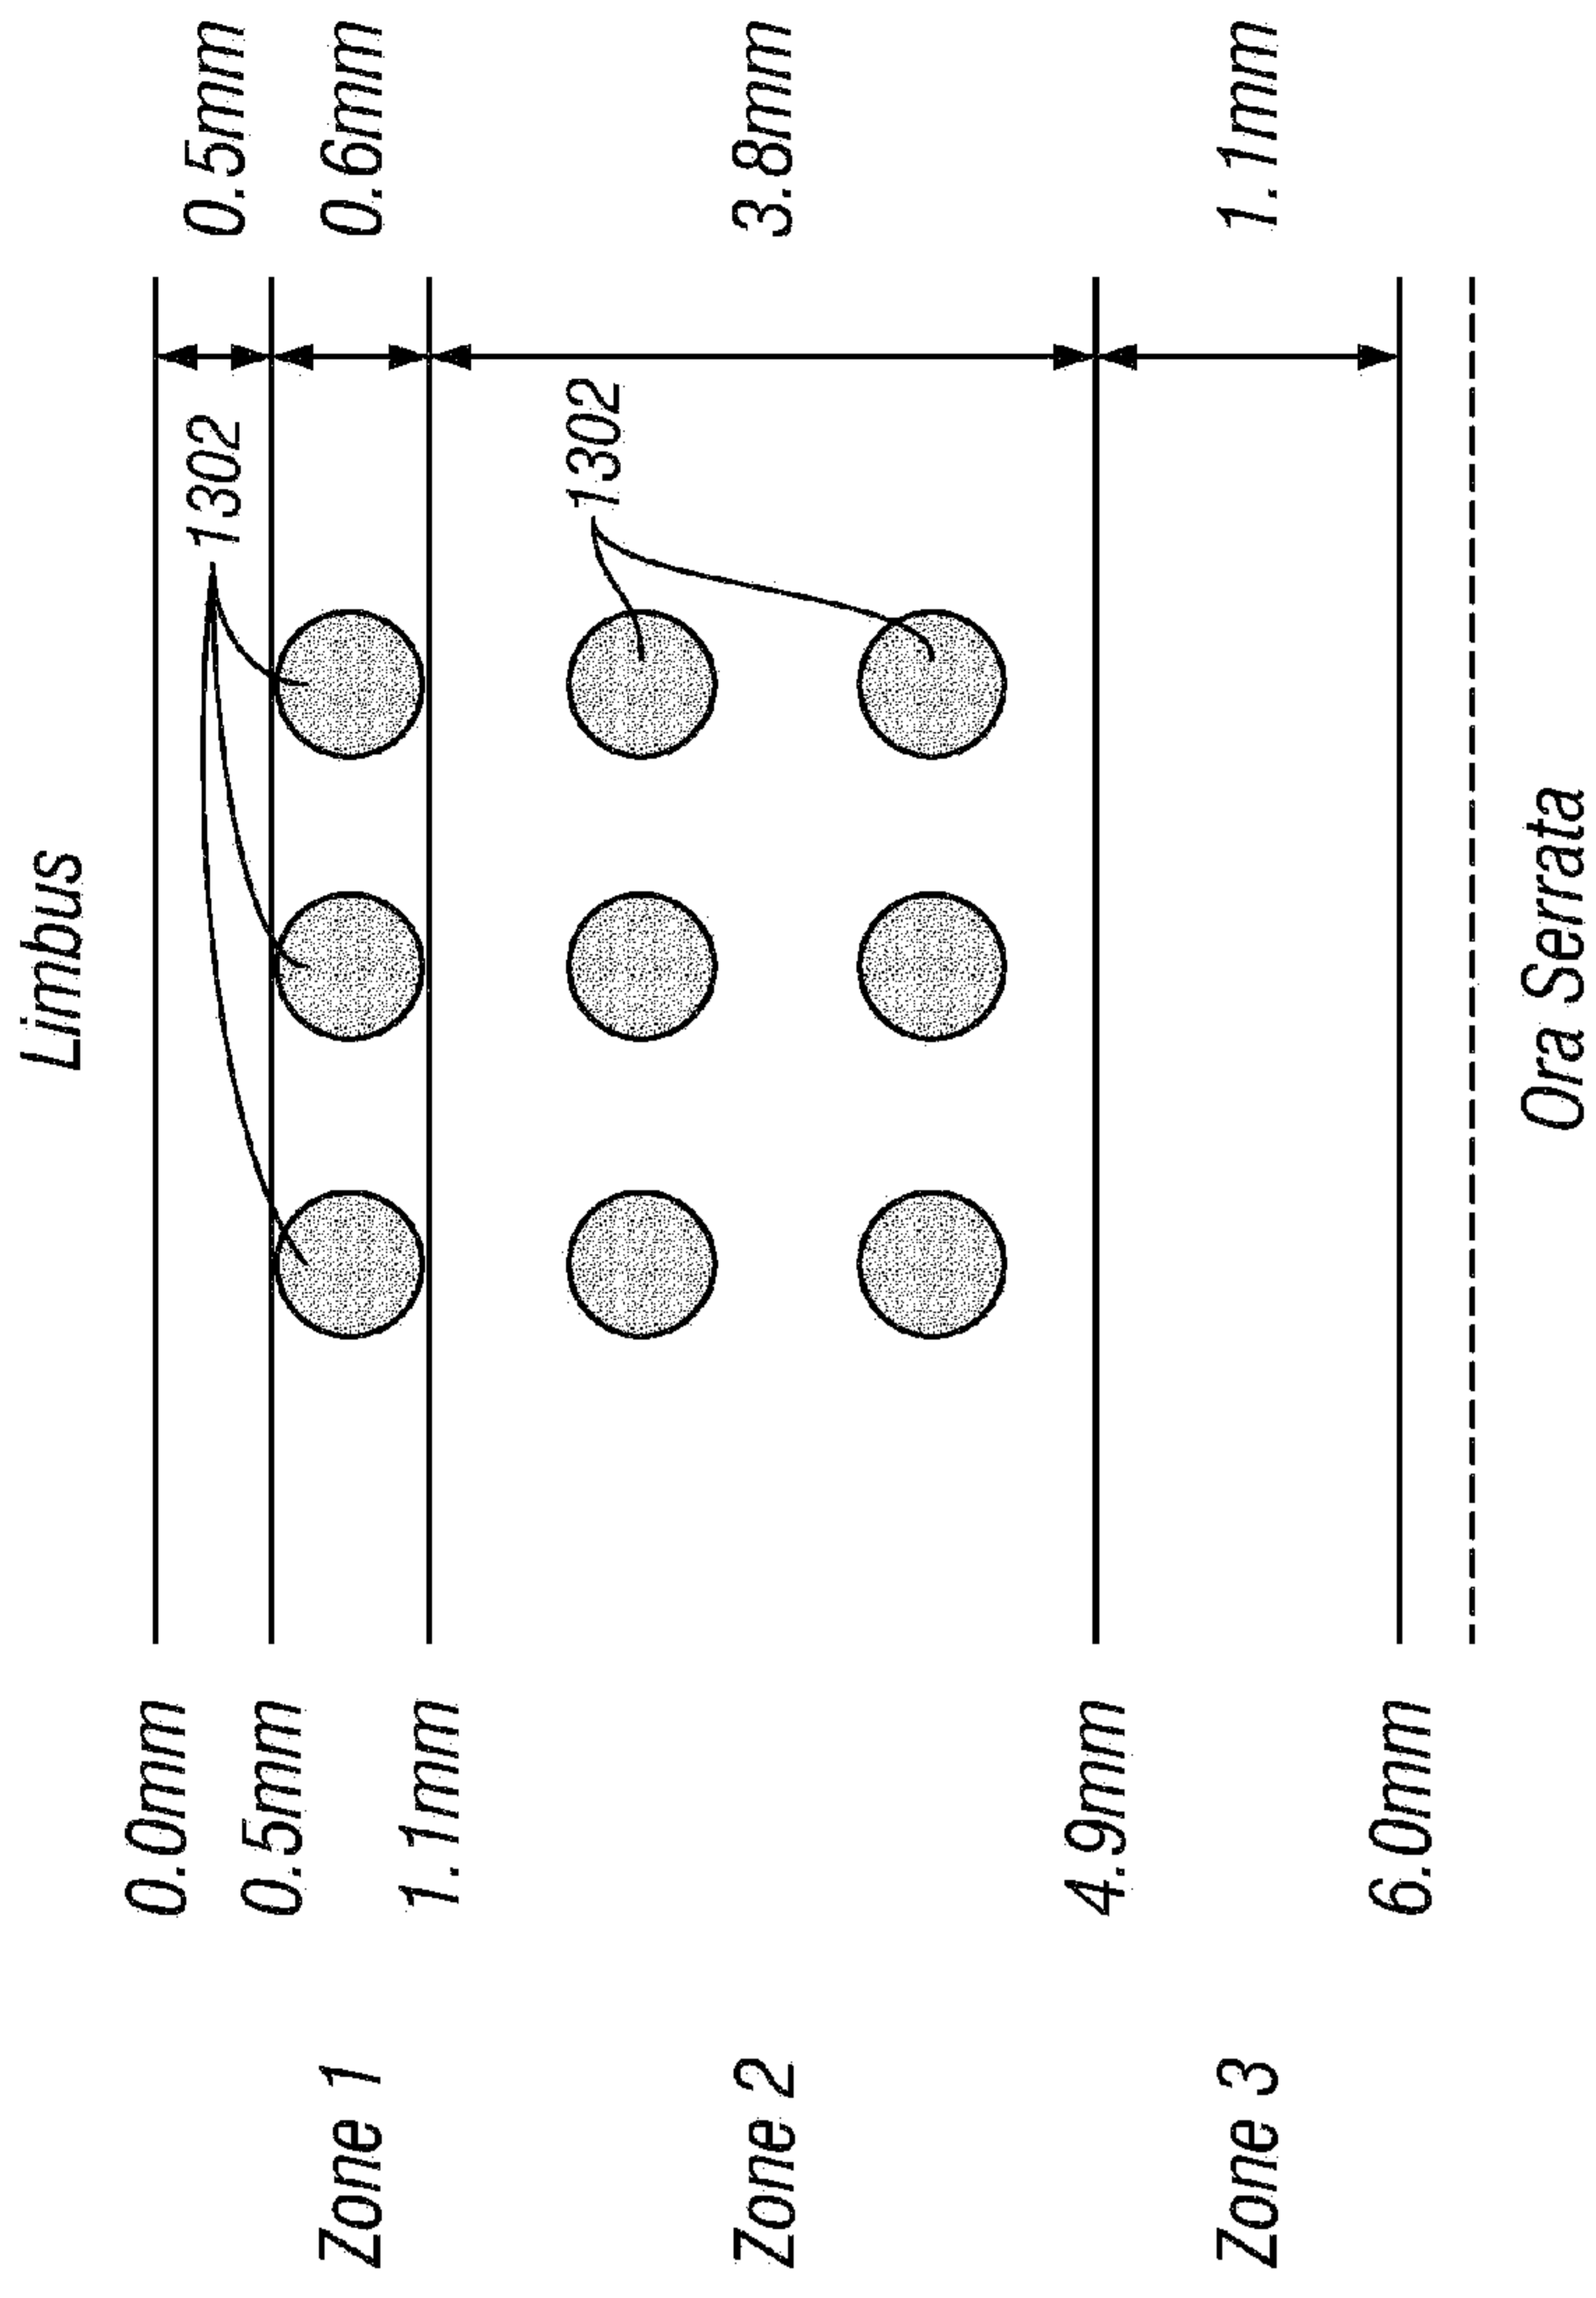 Limbus
0.0mm
0.5mm
0.5mm
1302
Zone 1
0.6mm
1.1mm
1302
Zone 2
3.8mm
4.9mm
Zone 3
1.1mm
6.0mm
Ora Serrata